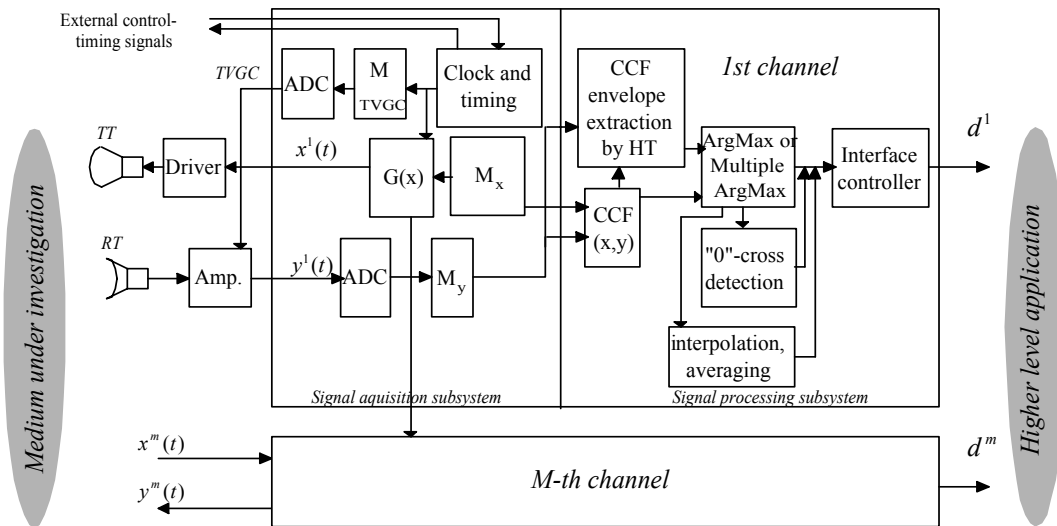 External control-
timing signals
TVGC
ADC
M
TVGC
Clock and
timing
CCF
envelope
extraction
by HT
1st channel
TT
Driver
x¹(t)
G(x)
Mₓ
CCF
(x,y)
ArgMax or
Multiple
ArgMax
Interface
controller
d¹
RT
Amp.
y¹(t)
ADC
M_y
"0"-cross
detection
interpolation,
averaging
Signal aquisition subsystem
Signal processing subsystem
Medium under investigation
Higher level application
xᵐ(t)
yᵐ(t)
M-th channel
dᵐ